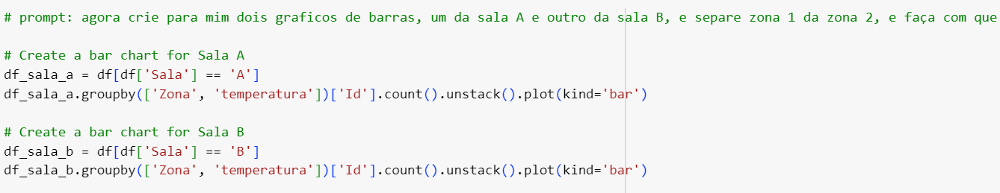 # prompt: agora crie para mim dois graficos de barras, um da sala A e outro da sala B, e separe zona 1 da zona 2, e faça com que
# Create a bar chart for Sala A
df_sala_a = df[df['Sala'] == 'A']
df_sala_a.groupby(['Zona', 'temperatura'])['Id'].count().unstack().plot(kind='bar')
# Create a bar chart for Sala B
df_sala_b = df[df['Sala'] == 'B']
df_sala_b.groupby(['Zona', 'temperatura'])['Id'].count().unstack().plot(kind='bar')